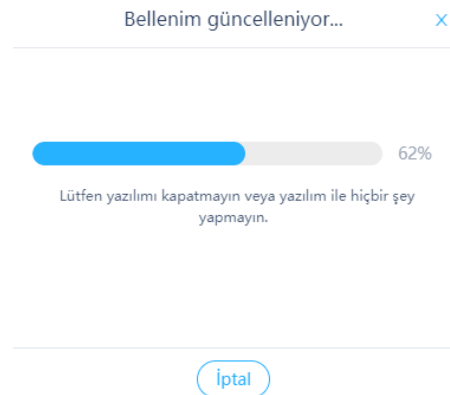 Bellenim güncelleniyor... X
62%
Lütfen yazılımı kapatmayın veya yazılım ile hiçbir şey
yapmayın.
İptal